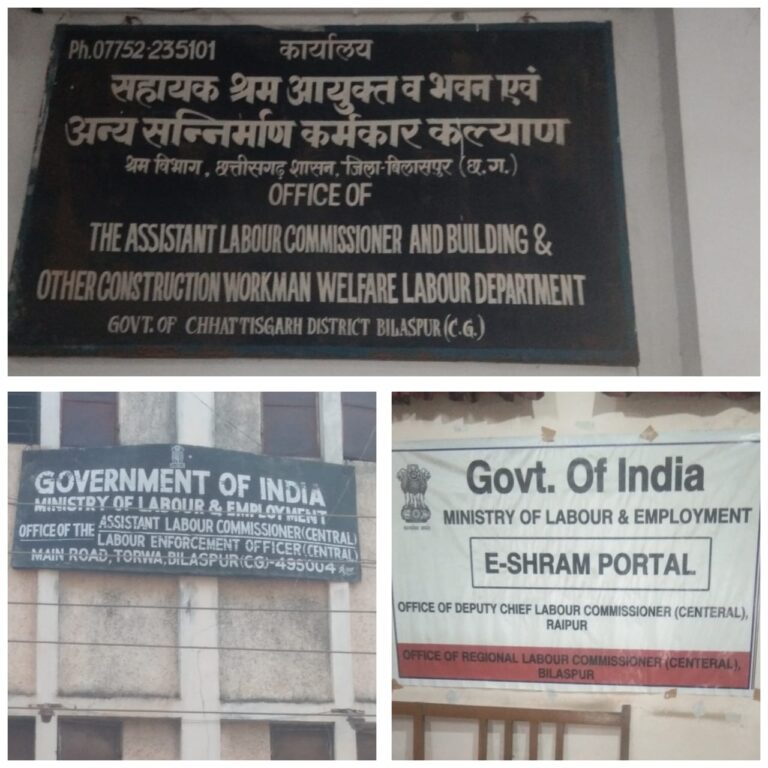 Ph.07752-235101 कार्यालय
सहायक श्रम आयुक्त व भवन एवं
अन्य सन्निर्माण कर्मकार कल्याण
श्रम विभाग, छत्तीसगढ़ शासन, जिला-बिलासपुर (छ.ग.)
OFFICE OF
THE ASSISTANT LABOUR COMMISSIONER AND BUILDING &
OTHER CONSTRUCTION WORKMAN WELFARE LABOUR DEPARTMENT
GOVT. OF CHHATTISGARH DISTRICT BILASPUR (C.G.)
GOVERNMENT OF INDIA
MINISTRY OF LABOUR & EMPLOYMENT
OFFICE OF THE ASSISTANT LABOUR COMMISSIONER (CENTRAL)
LABOUR ENFORCEMENT OFFICER (CENTRAL)
MAIN ROAD, TORWA, BILASPUR (CG)-495004
Govt. Of India
MINISTRY OF LABOUR & EMPLOYMENT
E-SHRAM PORTAL
OFFICE OF DEPUTY CHIEF LABOUR COMMISSIONER (CENTERAL),
RAIPUR
OFFICE OF REGIONAL LABOUR COMMISSIONER (CENTERAL),
BILASPUR